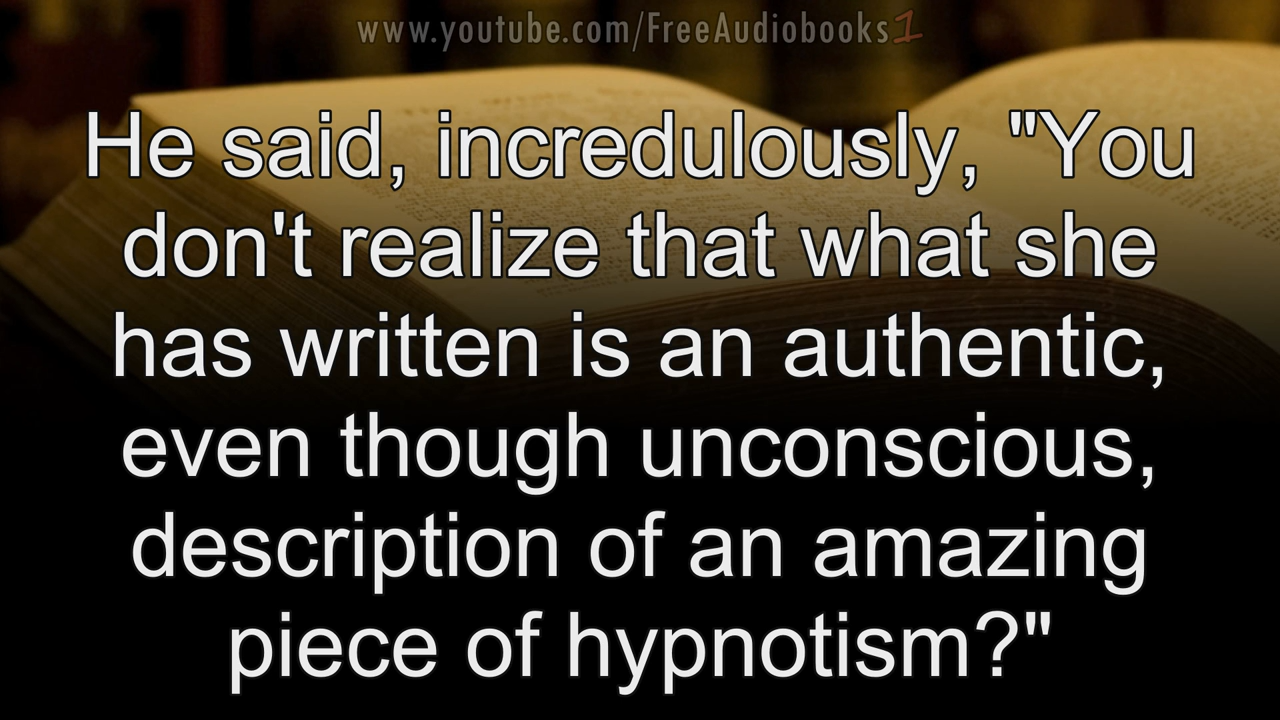 www.youtube.com/FreeAudiobooks1
He said, incredulously, "You
don't realize that what she
has written is an authentic,
even though unconscious,
description of an amazing
piece of hypnotism?"